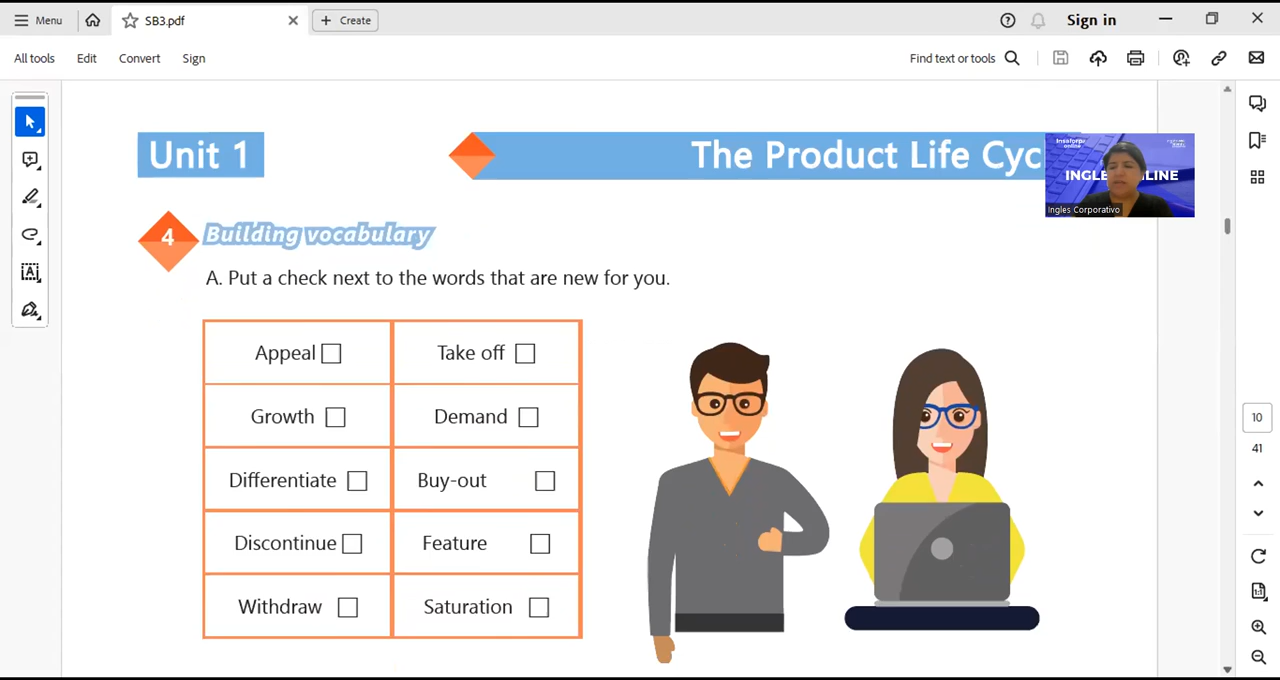 Menu
SB3.pdf
Create
Sign in
All tools
Edit
Convert
Sign
Find text or tools
Unit 1
The Product Life Cyc
INGLE
LINE
Ingles Corporativo
4
Building vocabulary
A. Put a check next to the words that are new for you.
Appeal
Take off
Growth
Demand
Differentiate
Buy-out
Discontinue
Feature
Withdraw
Saturation
10
41